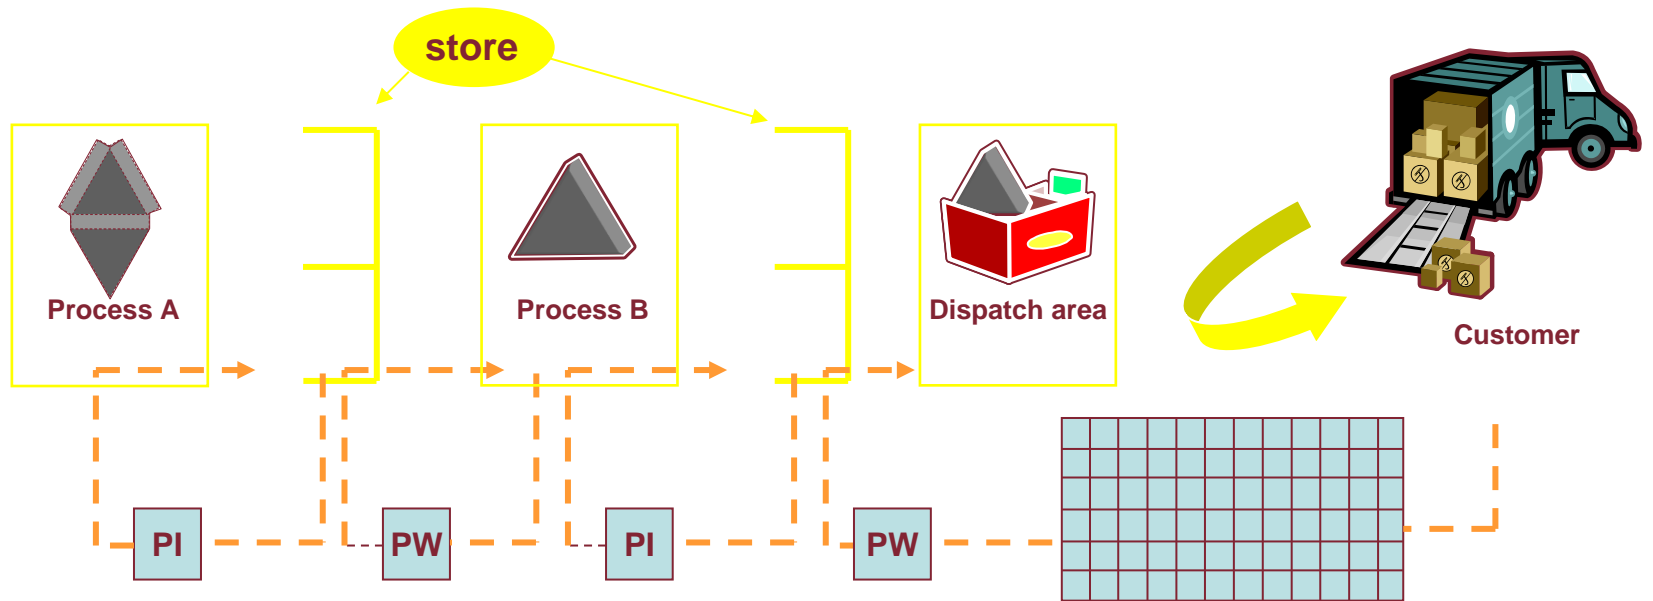 store
Process A
Process B
Dispatch area
Customer
PI
PW
PI
PW